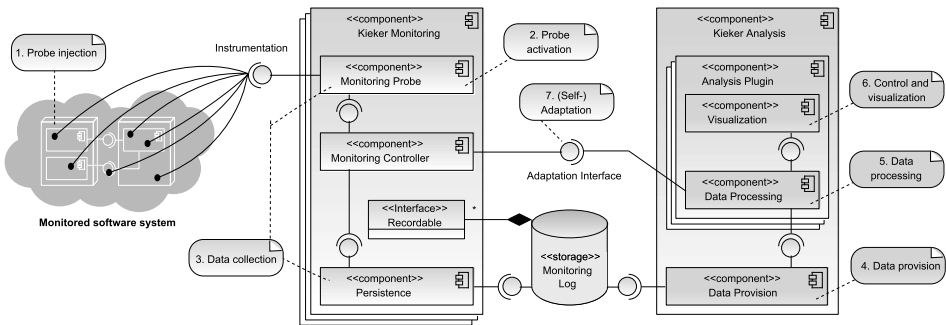 1. Probe injection
Monitored software system
Instrumentation
<<component>>
Kieker Monitoring
<<component>>
Monitoring Probe
<<component>>
Monitoring Controller
<<Interface>>
Recordable
*
<<component>>
Persistence
2. Probe
activation
3. Data collection
7. (Self-)
Adaptation
Adaptation Interface
<<storage>>
Monitoring
Log
<<component>>
Kieker Analysis
<<component>>
Analysis Plugin
<<component>>
Visualization
<<component>>
Data Processing
<<component>>
Data Provision
6. Control and
visualization
5. Data
processing
4. Data provision